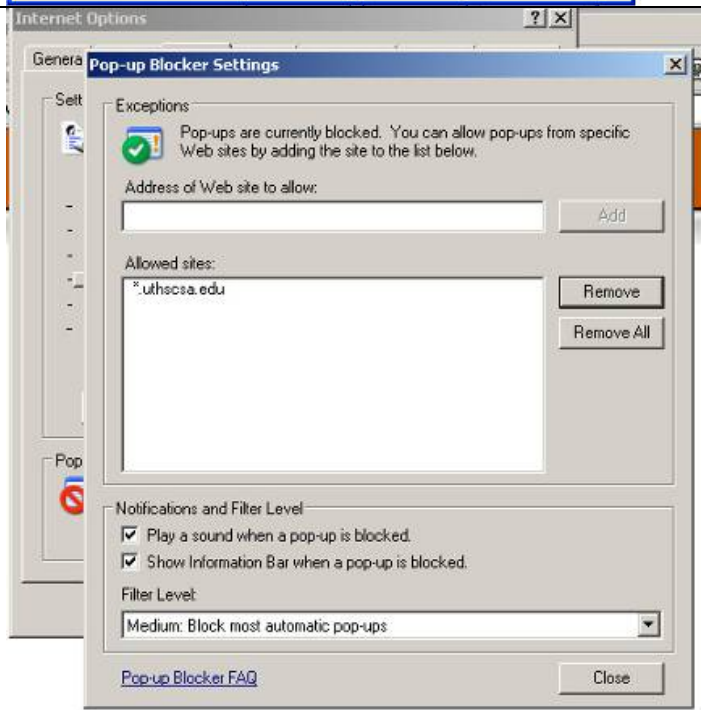 Internet Options
Genera
Pop-up Blocker Settings
Sett
Exceptions
Pop-ups are currently blocked. You can allow pop-ups from specific
Web sites by adding the site to the list below.
Address of Web site to allow:
Add
Allowed sites:
*.uthscsa.edu
Remove
Remove All
Pop
Notifications and Filter Level
Play a sound when a pop-up is blocked.
Show Information Bar when a pop-up is blocked.
Filter Level:
Medium: Block most automatic pop-ups
Pop-up Blocker FAQ
Close